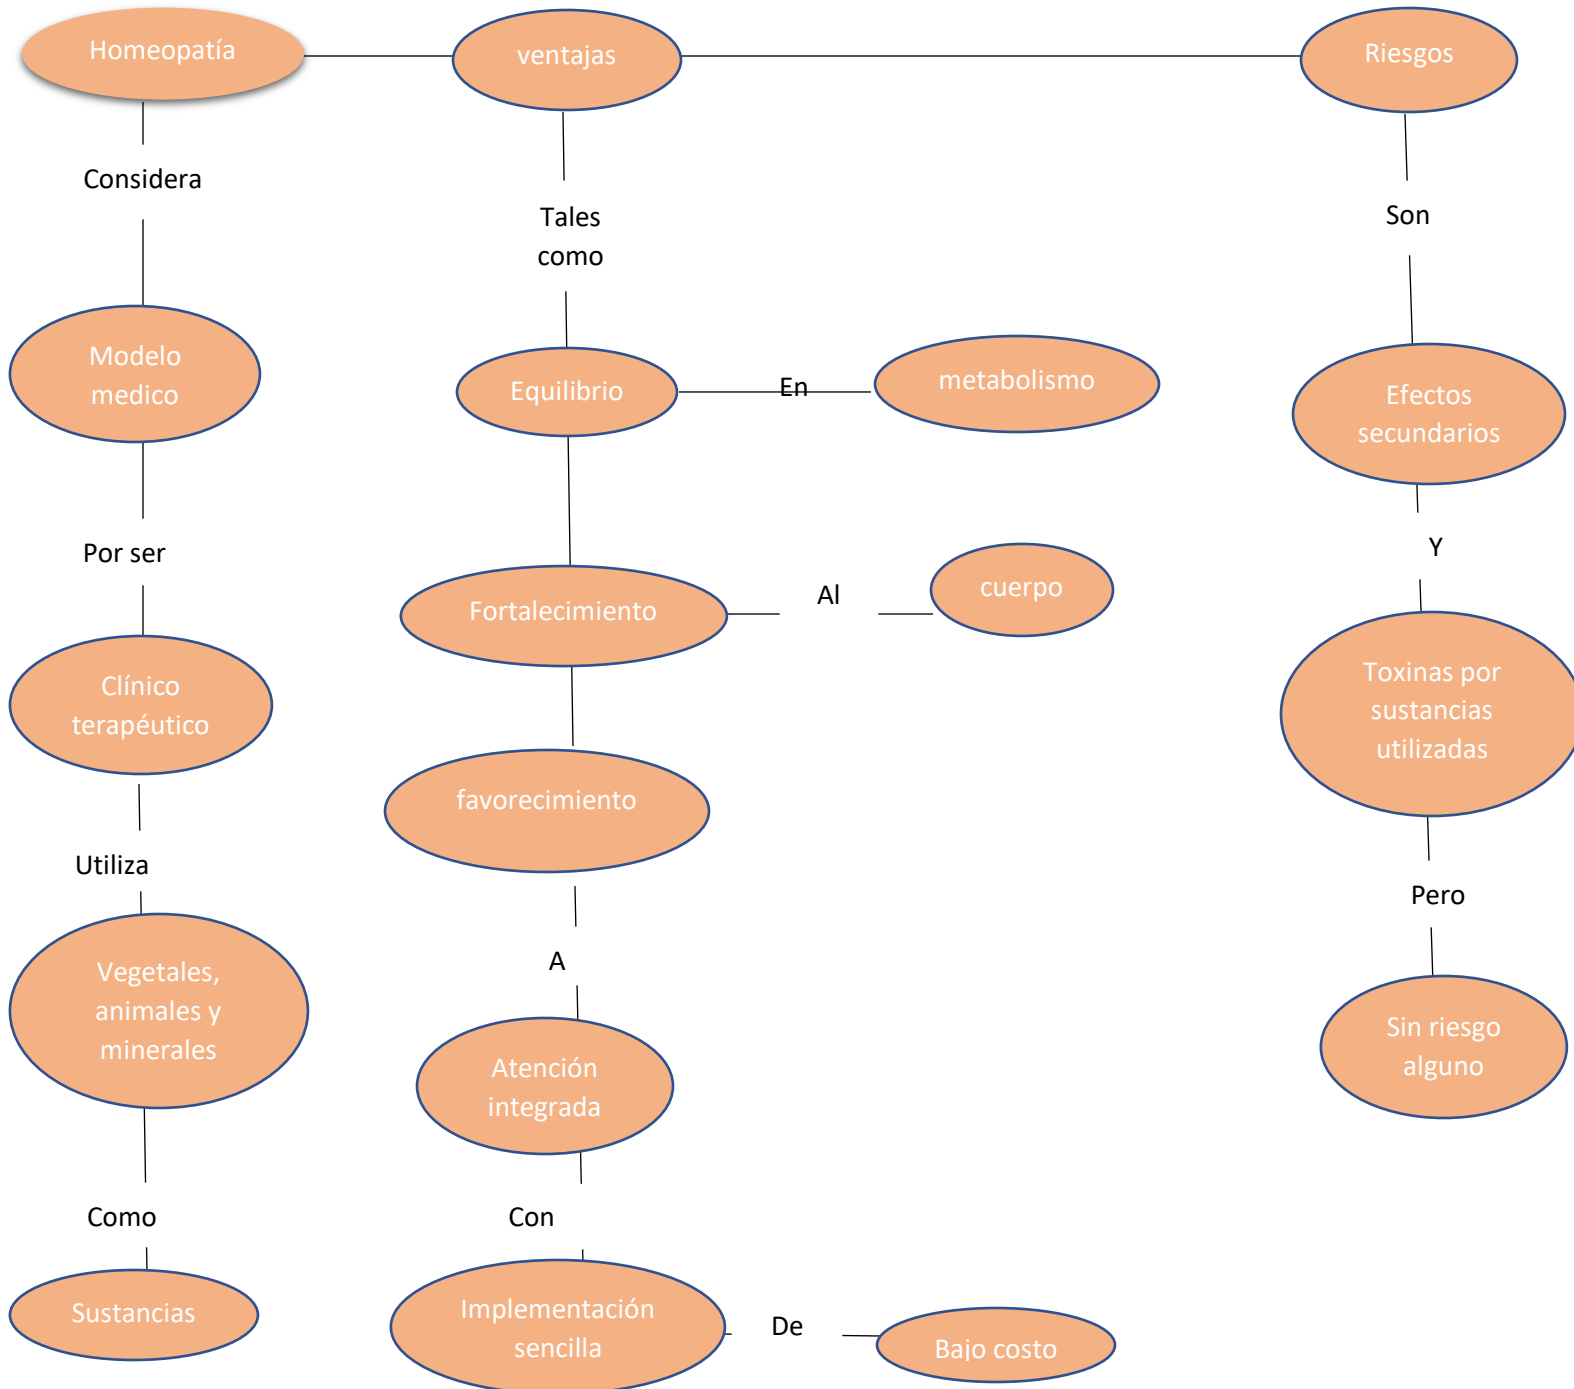 Homeopatía
ventajas
Riesgos
Considera
Tales
como
Son
Modelo
medico
Equilibrio
En
metabolismo
Efectos
secundarios
Por ser
Y
Fortalecimiento
Al
cuerpo
Clínico
terapéutico
Toxinas por
sustancias
utilizadas
favorecimiento
Utiliza
Pero
Vegetales,
animales y
minerales
A
Atención
integrada
Sin riesgo
alguno
Como
Con
Sustancias
Implementación
sencilla
De
Bajo costo